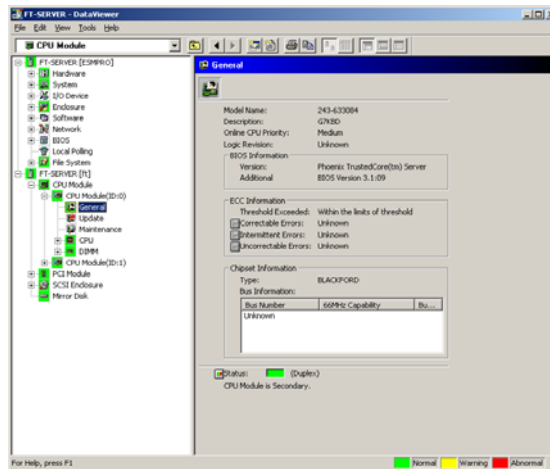 FT-SERVER - DataViewer
File Edit View Tools Help
CPU Module
FT-SERVER [ESMPRO]
Hardware
System
I/O Device
Enclosure
Software
Network
BIOS
Local Polling
File System
FT-SERVER [ft]
CPU Module
CPU Module(ID:0)
General
Update
Maintenance
CPU
DIMM
CPU Module(ID:1)
PCI Module
SCSI Enclosure
Mirror Disk
General
Model Name: 243-633084
Description: G7KBD
Online CPU Priority: Medium
Logic Revision: Unknown
BIOS Information
Version: Phoenix TrustedCore(tm) Server
Additional BIOS Version 3.1:09
ECC Information
Threshold Exceeded: Within the limits of threshold
Correctable Errors: Unknown
Intermittent Errors: Unknown
Uncorrectable Errors: Unknown
Chipset Information
Type: BLACKFORD
Bus Information:
Bus Number 66MHz Capability Bu...
Unknown
Status: (Duplex)
CPU Module is Secondary.
For Help, press F1
Normal Warning Abnormal